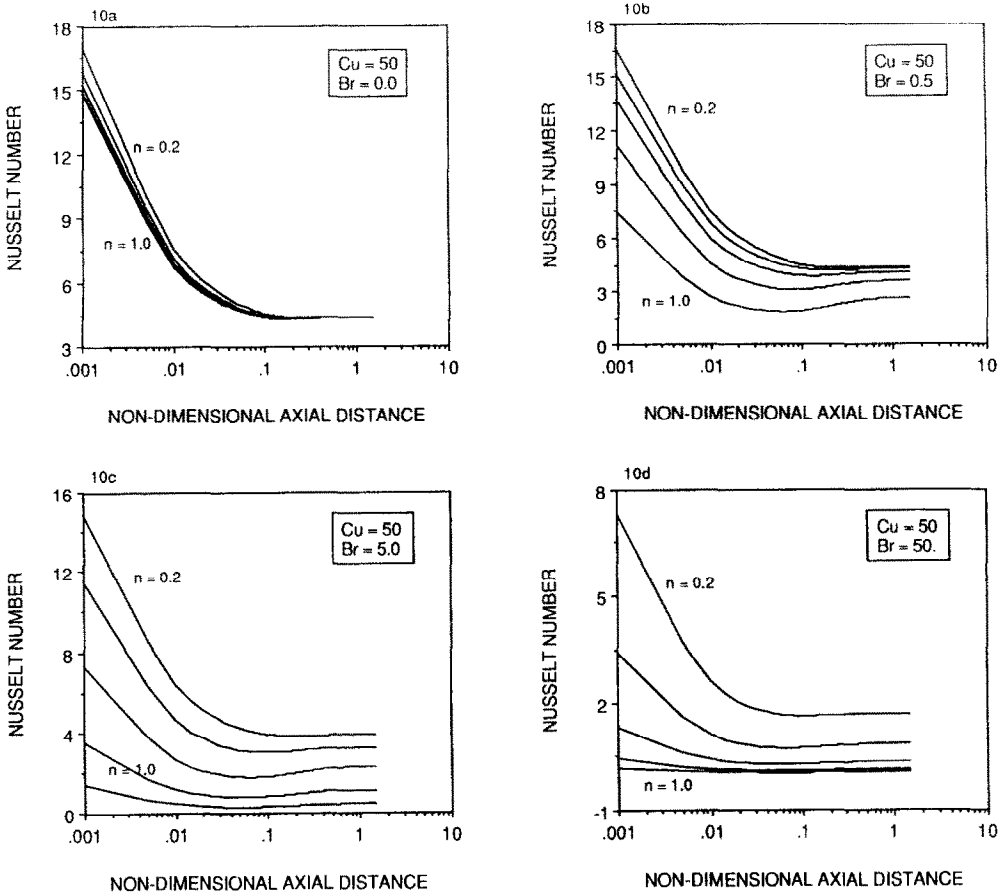 10a
18
15
12
9
6
3
NUSSELT NUMBER
Cu = 50
Br = 0.0
n = 0.2
n = 1.0
.001
.01
.1
1
10
NON-DIMENSIONAL AXIAL DISTANCE
10b
18
15
12
9
6
3
0
NUSSELT NUMBER
Cu = 50
Br = 0.5
n = 0.2
n = 1.0
.001
.01
.1
1
10
NON-DIMENSIONAL AXIAL DISTANCE
10c
16
12
8
4
0
NUSSELT NUMBER
Cu = 50
Br = 5.0
n = 0.2
n = 1.0
.001
.01
.1
1
10
NON-DIMENSIONAL AXIAL DISTANCE
10d
8
5
2
-1
NUSSELT NUMBER
Cu = 50
Br = 50.
n = 0.2
n = 1.0
.001
.01
.1
1
10
NON-DIMENSIONAL AXIAL DISTANCE